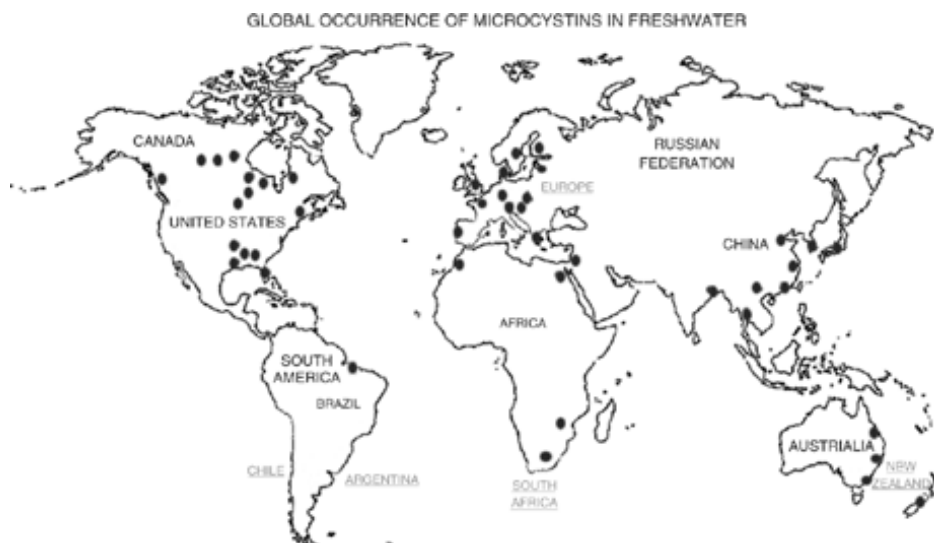 GLOBAL OCCURRENCE OF MICROCYSTINS IN FRESHWATER
CANADA
RUSSIAN
FEDERATION
EUROPE
UNITED STATES
CHINA
AFRICA
SOUTH
AMERICA
BRAZIL
AUSTRIALIA
CHILE
ARGENTINA
SOUTH
AFRICA
NEW
ZEALAND